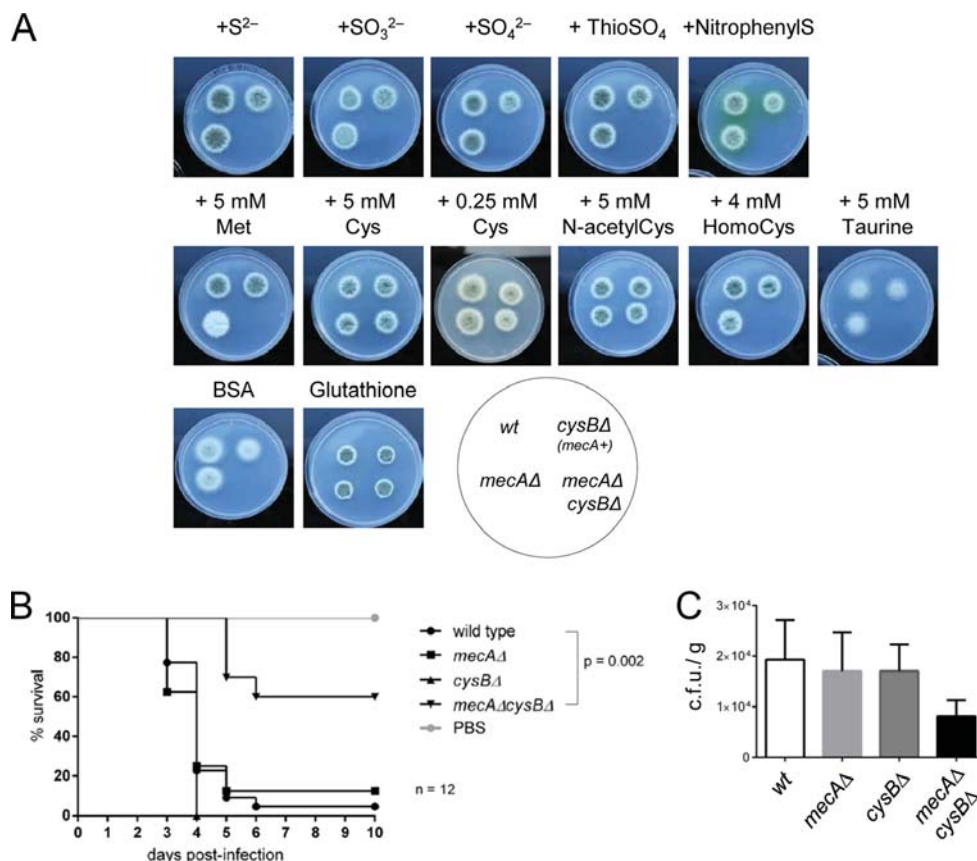 A
+S²⁻ +SO₃²⁻ +SO₄²⁻ + ThioSO₄ +NitrophenylS
+ 5 mM + 5 mM + 0.25 mM + 5 mM + 4 mM + 5 mM
Met Cys Cys N-acetylCys HomoCys Taurine
BSA Glutathione
wt cysBΔ
(mecA+)
mecAΔ mecAΔ
cysBΔ
B
% survival
100
80
60
40
20
0
0 1 2 3 4 5 6 7 8 9 10
days post-infection
wild type
mecAΔ
cysBΔ
mecAΔcysBΔ
PBS
p = 0.002
n = 12
C
c.f.u./ g
3×10⁴
2×10⁴
1×10⁴
0
wt mecAΔ cysBΔ mecAΔ
cysBΔ